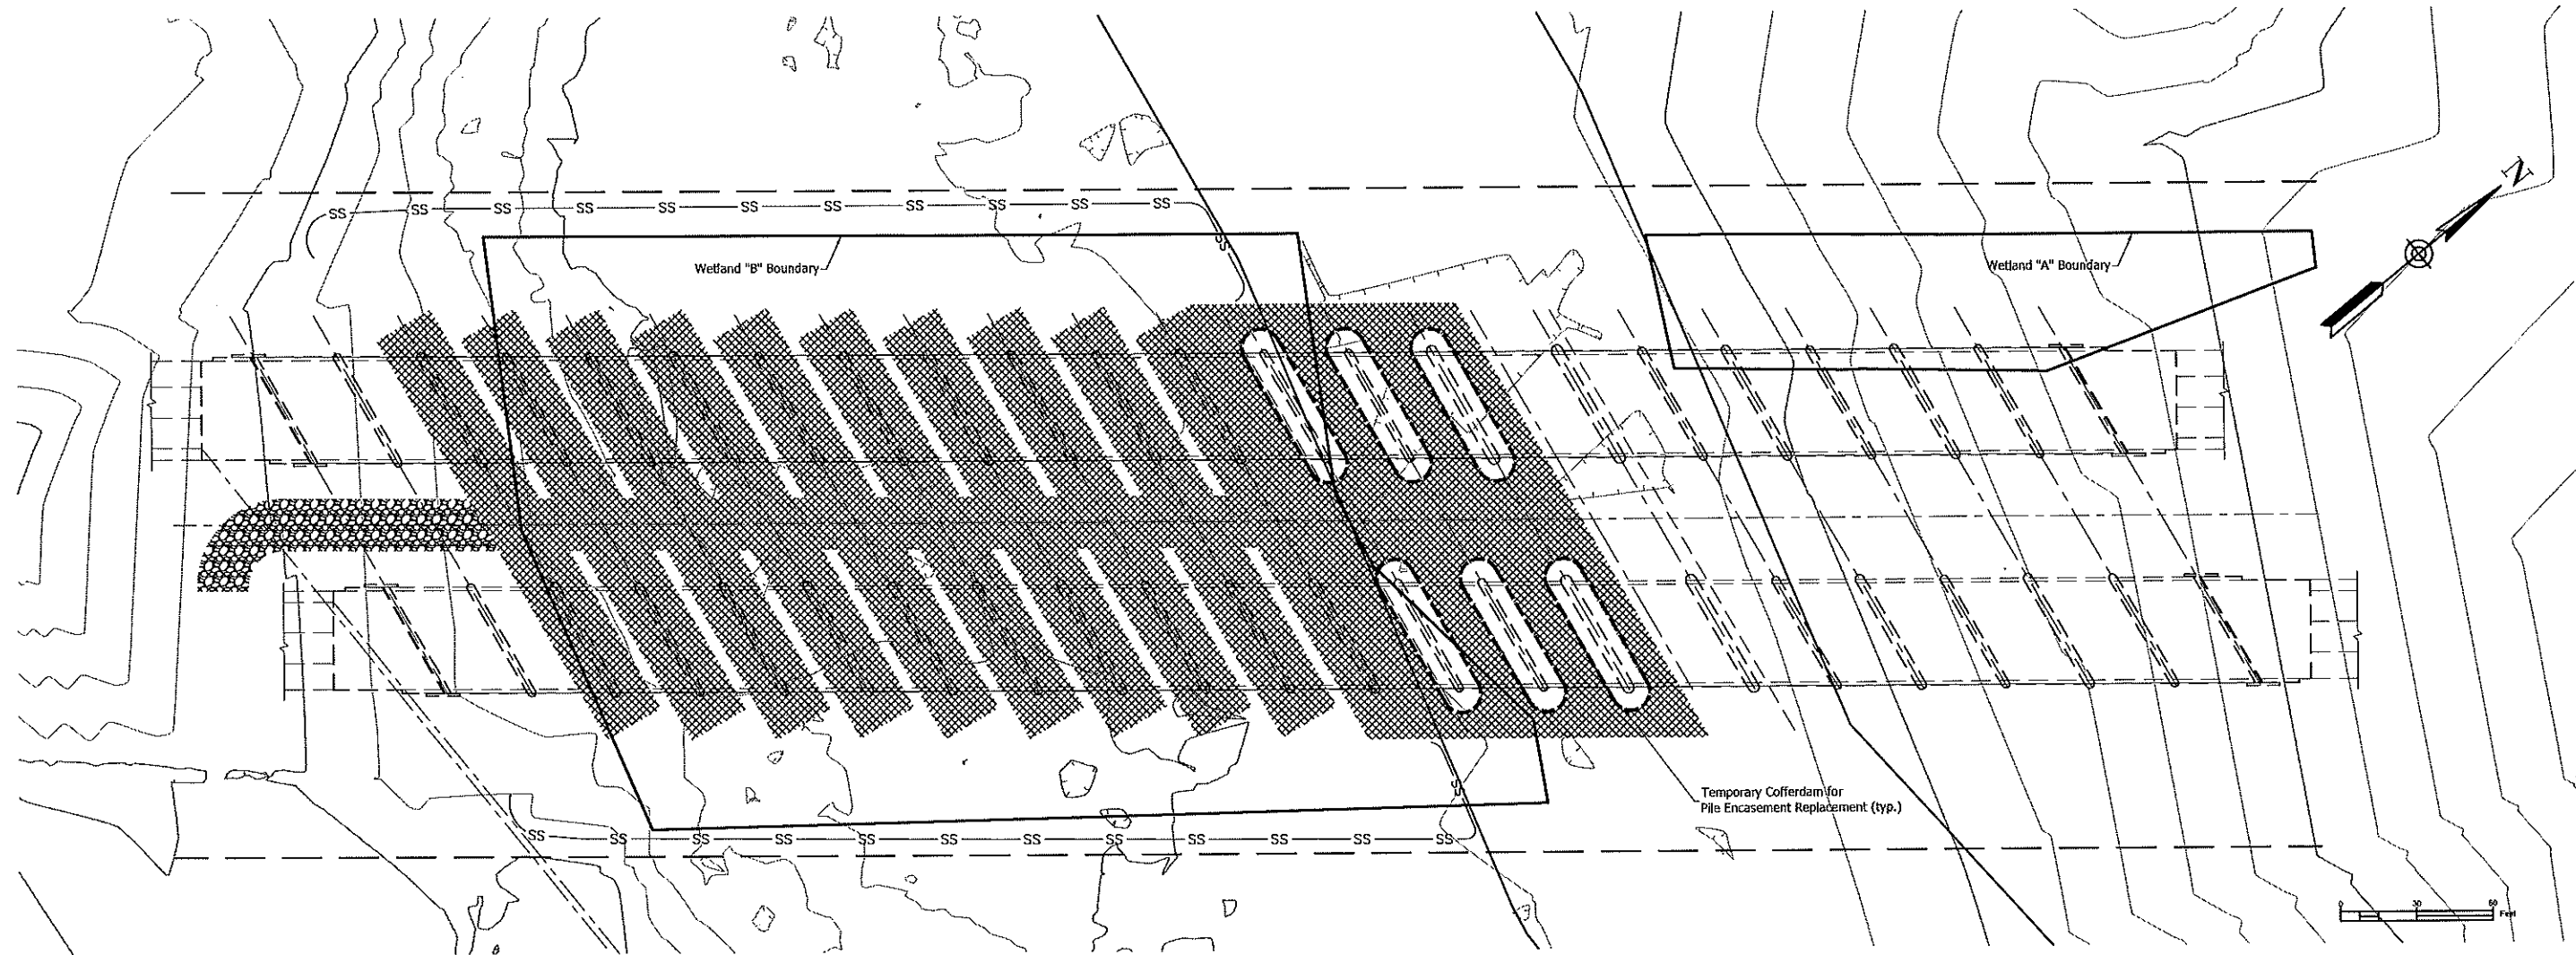 N
SS SS SS SS SS SS SS SS SS SS SS
SS
Wetland "B" Boundary
Wetland "A" Boundary
Temporary Cofferdam for
Pile Encasement Replacement (typ.)
SS
SS SS SS SS SS SS SS SS SS SS SS SS
0 30 60
Feet